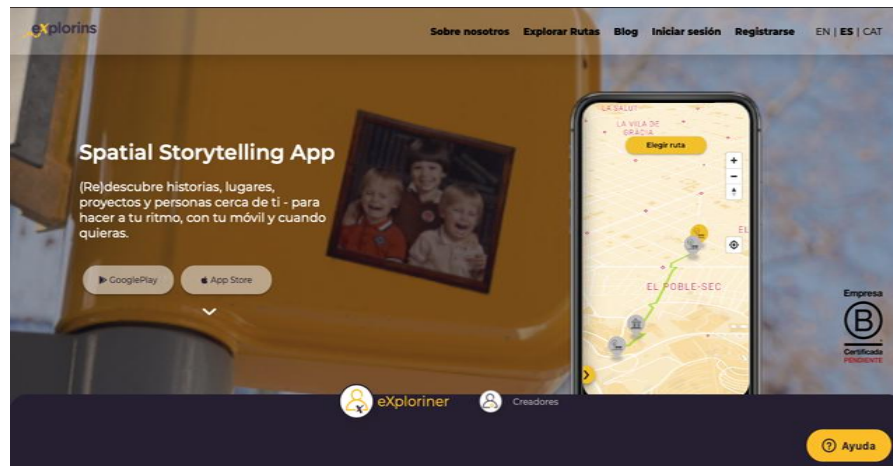 eXplorins
Sobre nosotros Explorar Rutas Blog Iniciar sesión Registrarse EN | ES | CAT
Spatial Storytelling App
(Re)descubre historias, lugares,
proyectos y personas cerca de ti - para
hacer a tu ritmo, con tu móvil y cuando
quieras.
GooglePlay App Store
LA SALUT
LA VILA DE
GRÀCIA
Elegir ruta
+
-
EL
EL POBLE-SEC
Empresa
B
Certificada
PENDIENTE
eXploriner Creadores
? Ayuda